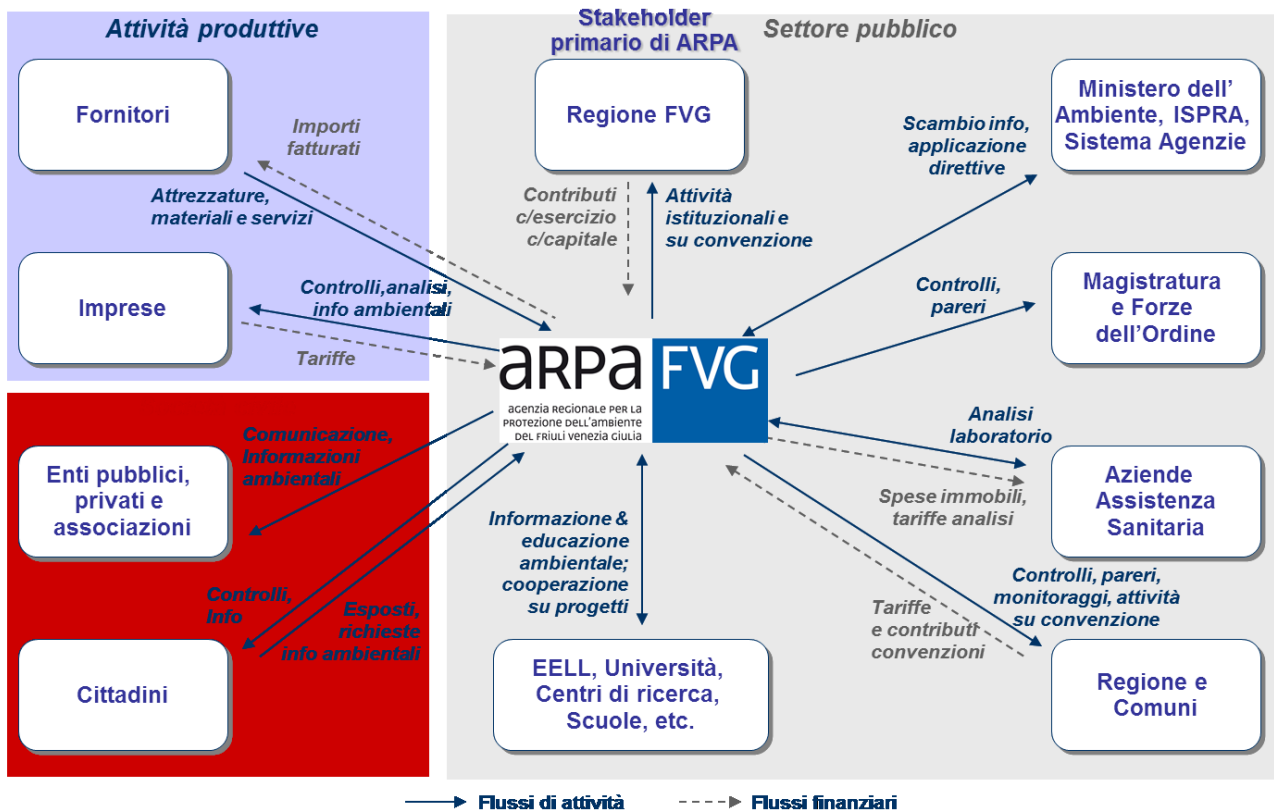 Attività produttive
Fornitori
Importi
fatturati
Attrezzature,
materiali e servizi
Imprese
Controlli,analisi,
info ambientali
Tariffe
Stakeholder
primario di ARPA
Settore pubblico
Regione FVG
Contributi
c/esercizio
c/capitale
Attività
istituzionali e
su convenzione
Ministero dell'
Ambiente, ISPRA,
Sistema Agenzie
Scambio info,
applicazione
direttive
Controlli,
pareri
Magistratura
e Forze
dell'Ordine
aRPa FVG
agenzia regionale per la
protezione dell'ambiente
del friuli venezia giulia
Analisi
laboratorio
Spese immobili,
tariffe analisi
Aziende
Assistenza
Sanitaria
Comunicazione,
Informazioni
ambientali
Enti pubblici,
privati e
associazioni
Controlli,
Info
Esposti,
richieste
info ambientali
Cittadini
Informazione &
educazione
ambientale;
cooperazione
su progetti
EELL, Università,
Centri di ricerca,
Scuole, etc.
Tariffe
e contributi
convenzioni
Controlli, pareri,
monitoraggi, attività
su convenzione
Regione e
Comuni
Flussi di attività
Flussi finanziari